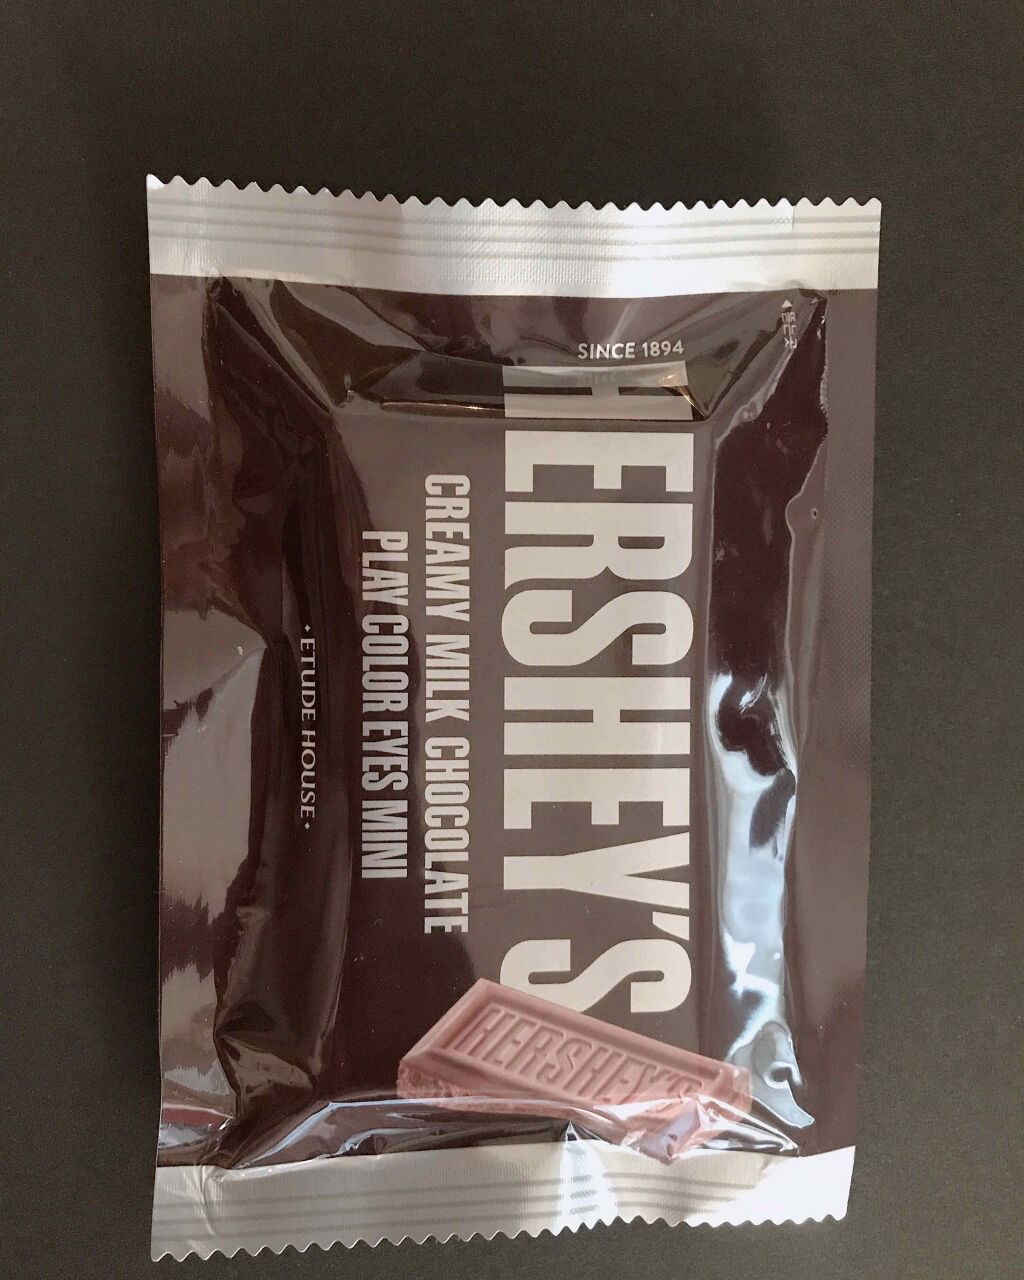 SINCE 1894
HERSHEY'S
CREAMY MILK CHOCOLATE
PLAY COLOR EYES MINI
• ETUDE HOUSE •
HERSHEY'S